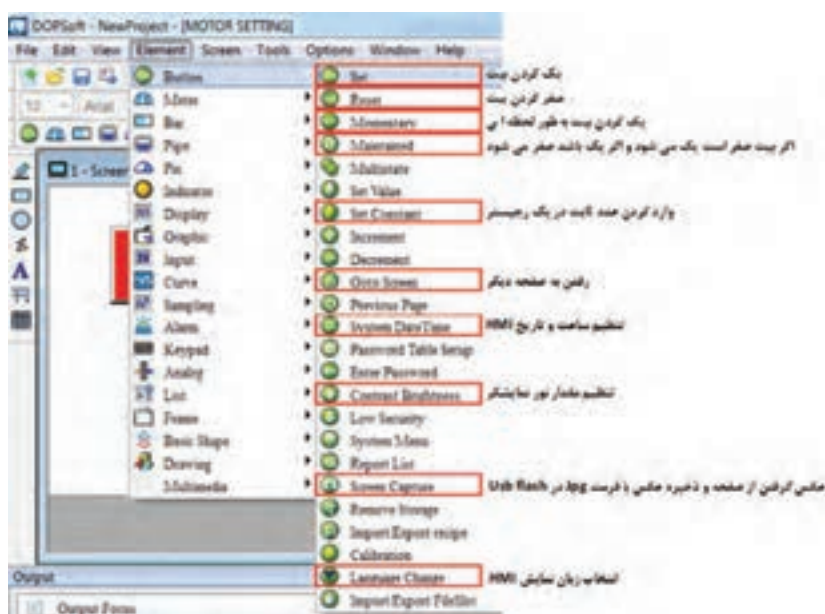 DOPSoft - NewProject - [MOTOR SETTING]
File Edit View Element Screen Tools Options Window Help
10 Arial
1 - Screen
Button
Meter
Bar
Pipe
Pie
Indicator
Display
Graphic
Input
Curve
Sampling
Alarm
Keypad
Analog
List
Frame
Basic Shape
Drawing
Multimedia
Set یک کردن بیت
Reset صفر کردن بیت
Momentary یک کردن بیت به طور لحظه ا یی
Maintained اگر بیت صفر است یک می شود و اگر یک باشد صفر می شود
Multistate
Set Value
Set Constant وارد کردن عدد ثابت در یک رجیستر
Increment
Decrement
Goto Screen رفتن به صفحه دیگر
Previous Page
System DateTime تنظیم ساعت و تاریخ HMI
Password Table Setup
Enter Password
Contrast Brightness تنظیم مقدار نور نمایشگر
Low Security
System Menu
Report List
Screen Capture عکس گرفتن از صفحه و ذخیره عکس با فرمت Jpg در Usb flash
Remove Storage
Import Export recipe
Calibration
Language Change انتخاب زبان نمایش HMI
Import Export FileSlot
Output
Output Form